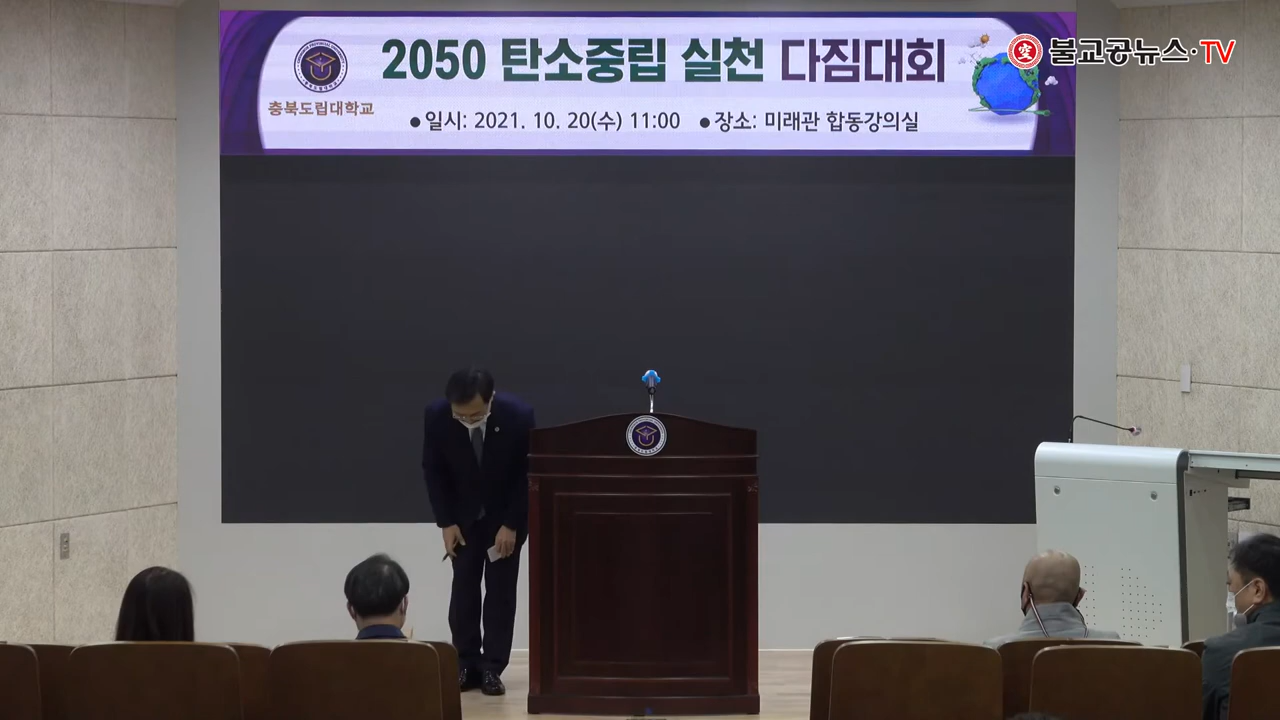 2050 탄소중립 실천 다짐대회
空 불교공뉴스·TV
충북도립대학교
●일시: 2021. 10. 20(수) 11:00 ●장소: 미래관 합동강의실